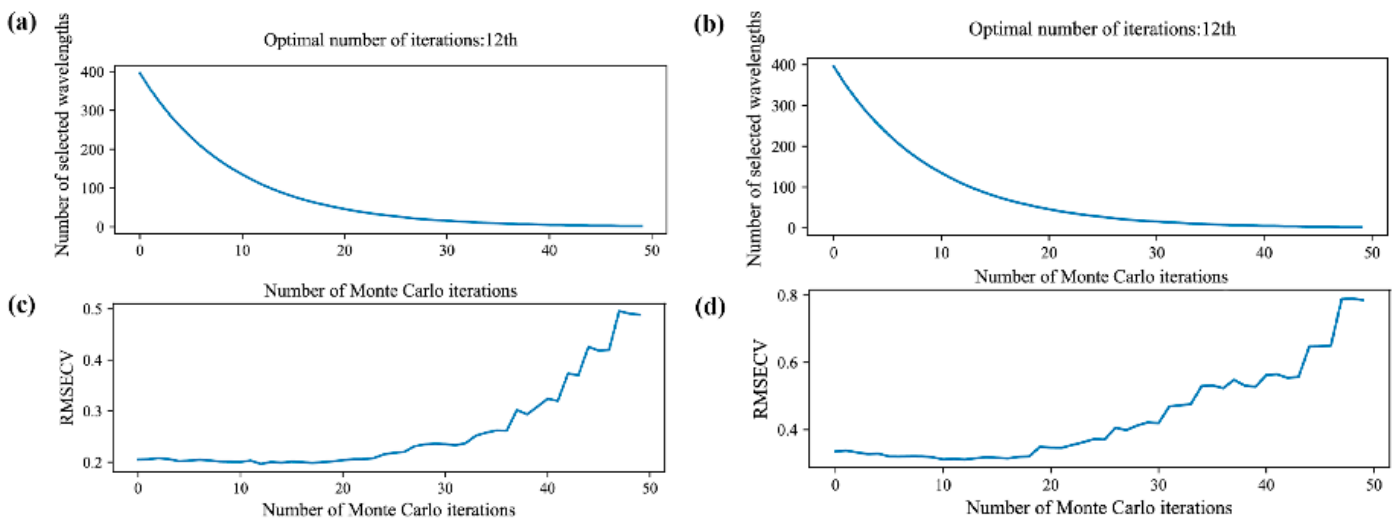 (a)
Optimal number of iterations:12th
Number of selected wavelengths
400
300
200
100
0
0 10 20 30 40 50
Number of Monte Carlo iterations
(b)
Optimal number of iterations:12th
Number of selected wavelengths
400
300
200
100
0
0 10 20 30 40 50
Number of Monte Carlo iterations
(c)
RMSECV
0.5
0.4
0.3
0.2
0 10 20 30 40 50
Number of Monte Carlo iterations
(d)
RMSECV
0.8
0.6
0.4
0 10 20 30 40 50
Number of Monte Carlo iterations